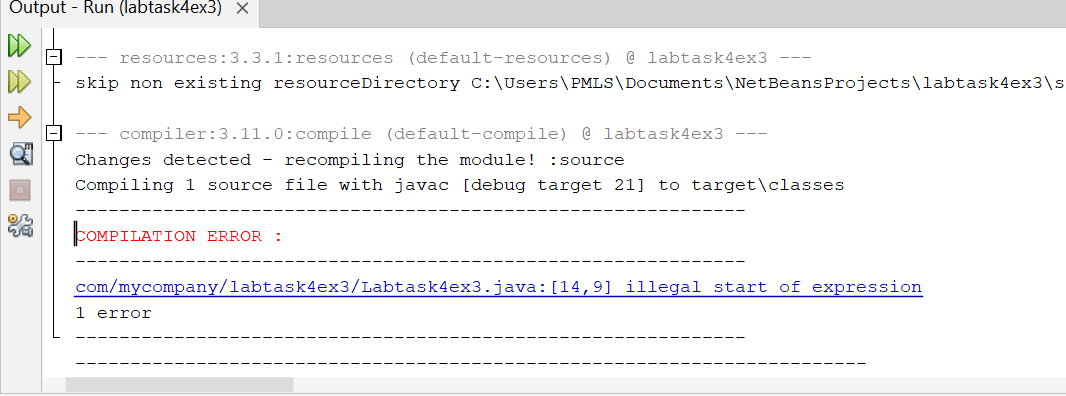 Output - Run (labtask4ex3) ×
--- resources:3.3.1:resources (default-resources) @ labtask4ex3 ---
skip non existing resourceDirectory C:\Users\PMLS\Documents\NetBeansProjects\labtask4ex3\s
--- compiler:3.11.0:compile (default-compile) @ labtask4ex3 ---
Changes detected - recompiling the module! :source
Compiling 1 source file with javac [debug target 21] to target\classes
-------------------------------------------------------------
COMPILATION ERROR :
-------------------------------------------------------------
com/mycompany/labtask4ex3/Labtask4ex3.java:[14,9] illegal start of expression
1 error
-------------------------------------------------------------
------------------------------------------------------------------------